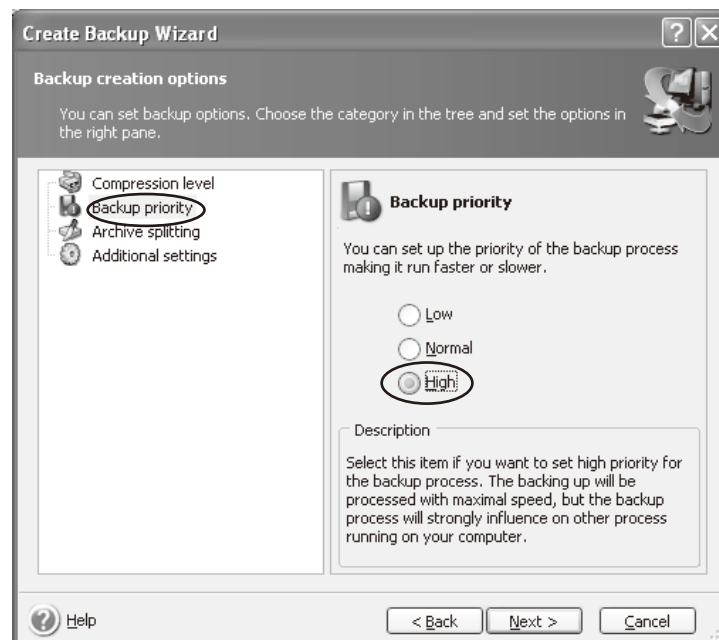 Create Backup Wizard
Backup creation options
You can set backup options. Choose the category in the tree and set the options in
the right pane.
Compression level
Backup priority
Archive splitting
Additional settings
Backup priority
You can set up the priority of the backup process
making it run faster or slower.
Low
Normal
High
Description
Select this item if you want to set high priority for
the backup process. The backing up will be
processed with maximal speed, but the backup
process will strongly influence on other process
running on your computer.
Help
< Back
Next >
Cancel